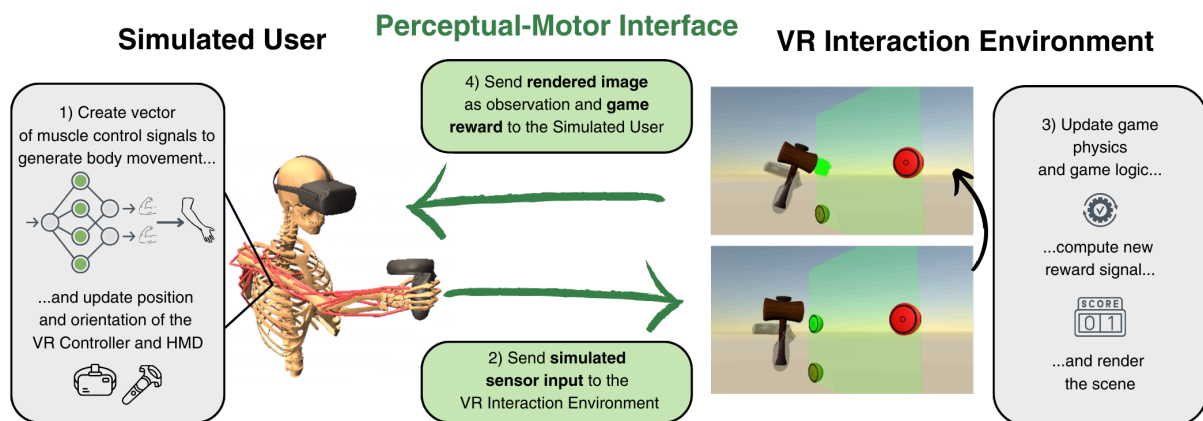 Simulated User
Perceptual-Motor Interface
VR Interaction Environment
1) Create vector
of muscle control signals to
generate body movement...
...and update position
and orientation of the
VR Controller and HMD
4) Send rendered image
as observation and game
reward to the Simulated User
2) Send simulated
sensor input to the
VR Interaction Environment
3) Update game
physics
and game logic...
...compute new
reward signal...
SCORE
01
...and render
the scene